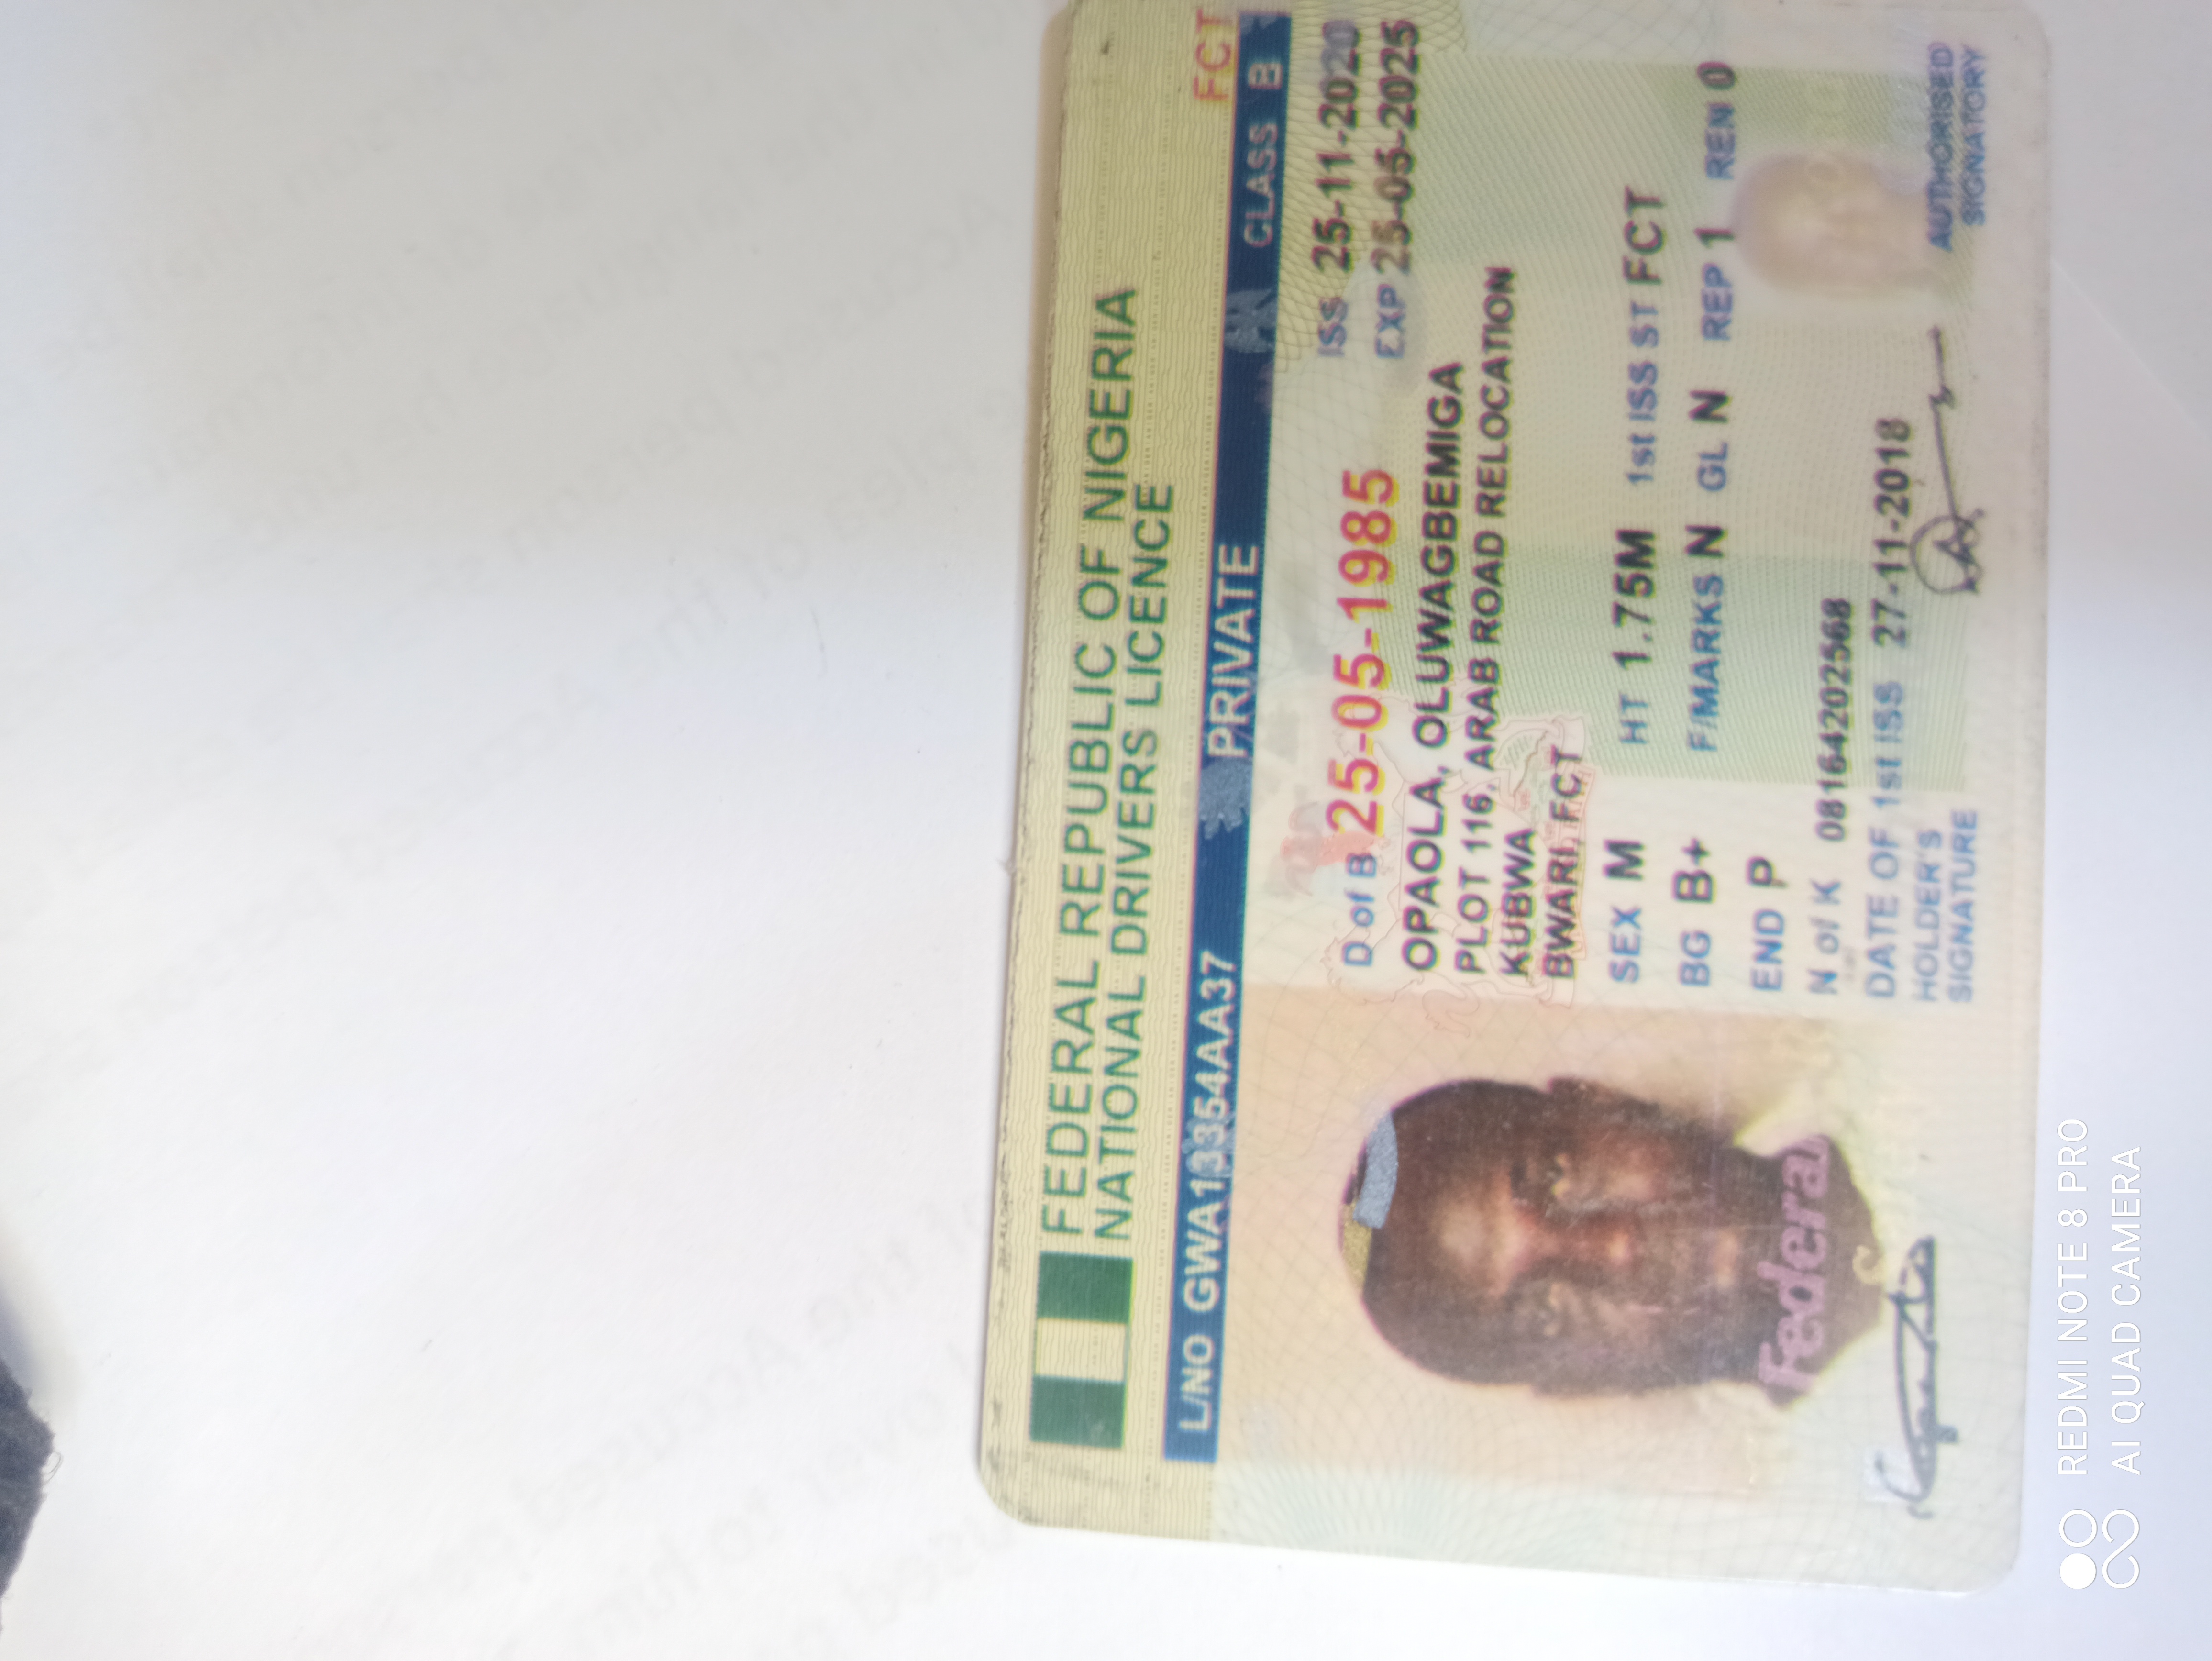 FEDERAL REPUBLIC OF NIGERIA
NATIONAL DRIVERS LICENCE
FCT
L/NO GWA13354AA37 PRIVATE CLASS B
D of B 25-05-1985 ISS 25-11-2020
EXP 25-05-2025
OPAOLA, OLUWAGBEMIGA
PLOT 116, ARAB ROAD RELOCATION
KUBWA
BWARI, FCT
SEX M HT 1.75M 1st ISS ST FCT
BG B+ F/MARKS N GL N REP 1 REN 0
END P
Federal
N of K 08164202568
DATE OF 1st ISS 27-11-2018
HOLDER'S
SIGNATURE
AUTHORISED
SIGNATORY
REDMI NOTE 8 PRO
AI QUAD CAMERA